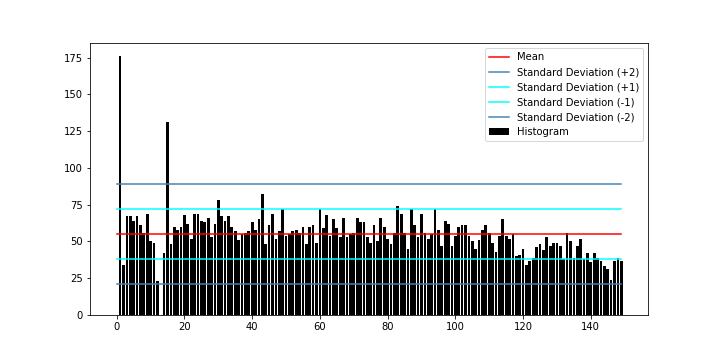 175
150
125
100
75
50
25
0
0 20 40 60 80 100 120 140
Mean
Standard Deviation (+2)
Standard Deviation (+1)
Standard Deviation (-1)
Standard Deviation (-2)
Histogram